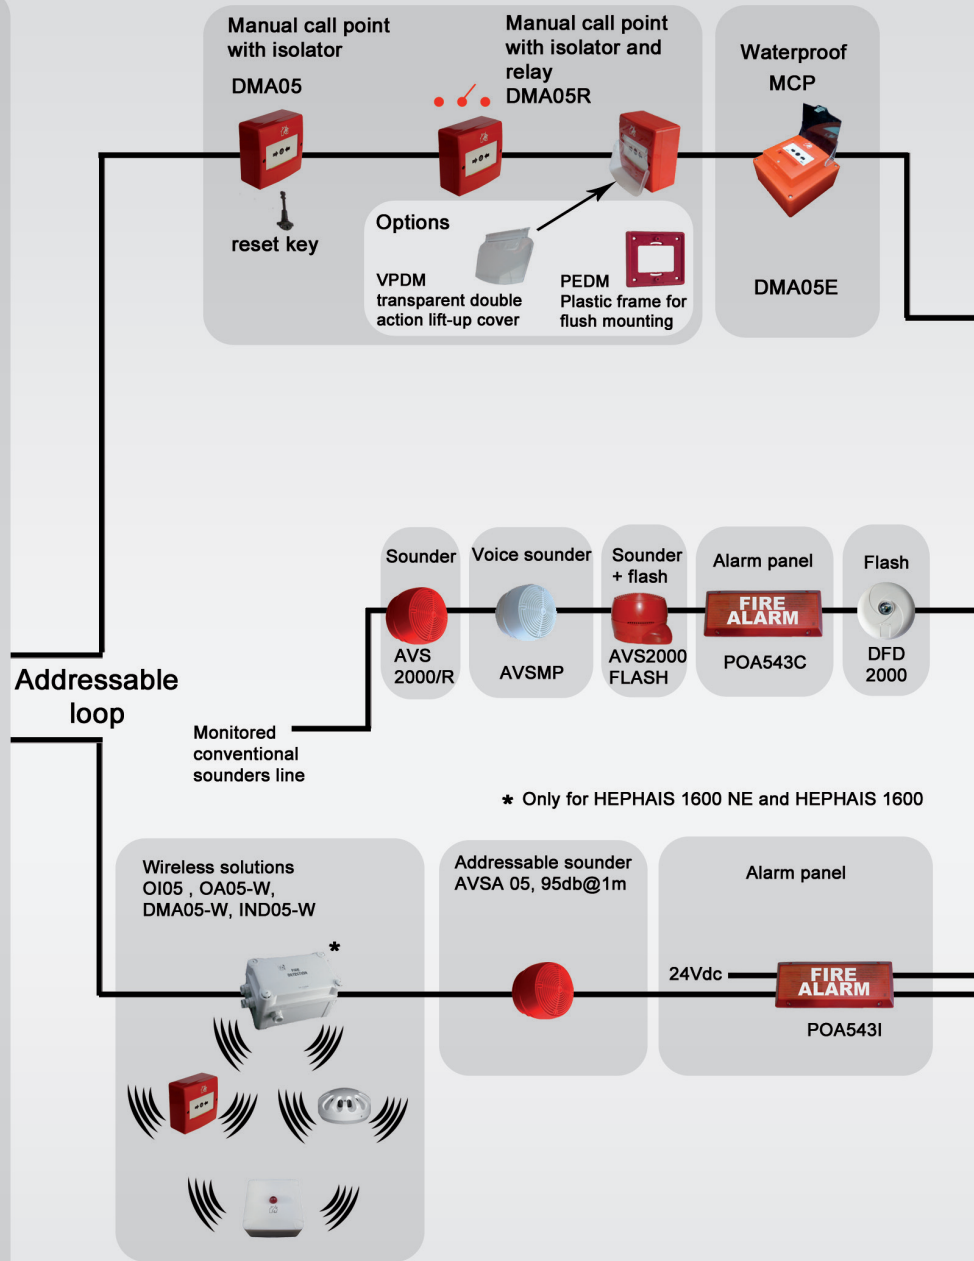 Manual call point
with isolator
DMA05
reset key
Manual call point
with isolator and
relay
DMA05R
Options
VPDM
transparent double
action lift-up cover
PEDM
Plastic frame for
flush mounting
Waterproof
MCP
DMA05E
Addressable
loop
Monitored
conventional
sounders line
Sounder
AVS
2000/R
Voice sounder
AVSMP
Sounder
+ flash
AVS2000
FLASH
Alarm panel
FIRE
ALARM
POA543C
Flash
DFD
2000
* Only for HEPHAIS 1600 NE and HEPHAIS 1600
Wireless solutions
OI05 , OA05-W,
DMA05-W, IND05-W
*
FIRE
DETECTION
Addressable sounder
AVSA 05, 95db@1m
Alarm panel
24Vdc
FIRE
ALARM
POA543I